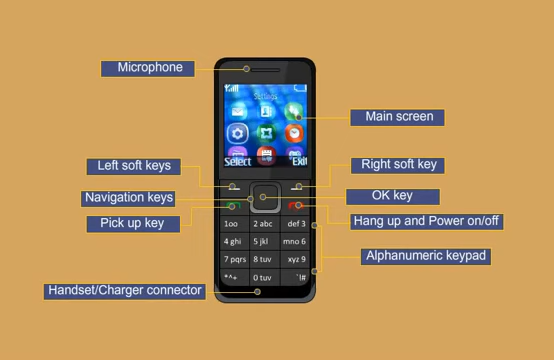 Microphone
Settings
Main screen
Select
Exit
Left soft keys
Right soft key
Navigation keys
OK key
Pick up key
Hang up and Power on/off
1oo
2 abc
def 3
4 ghi
5 jkl
mno 6
Alphanumeric keypad
7 pqrs
8 tuv
xyz 9
*^+
0 tuv
`!#
Handset/Charger connector